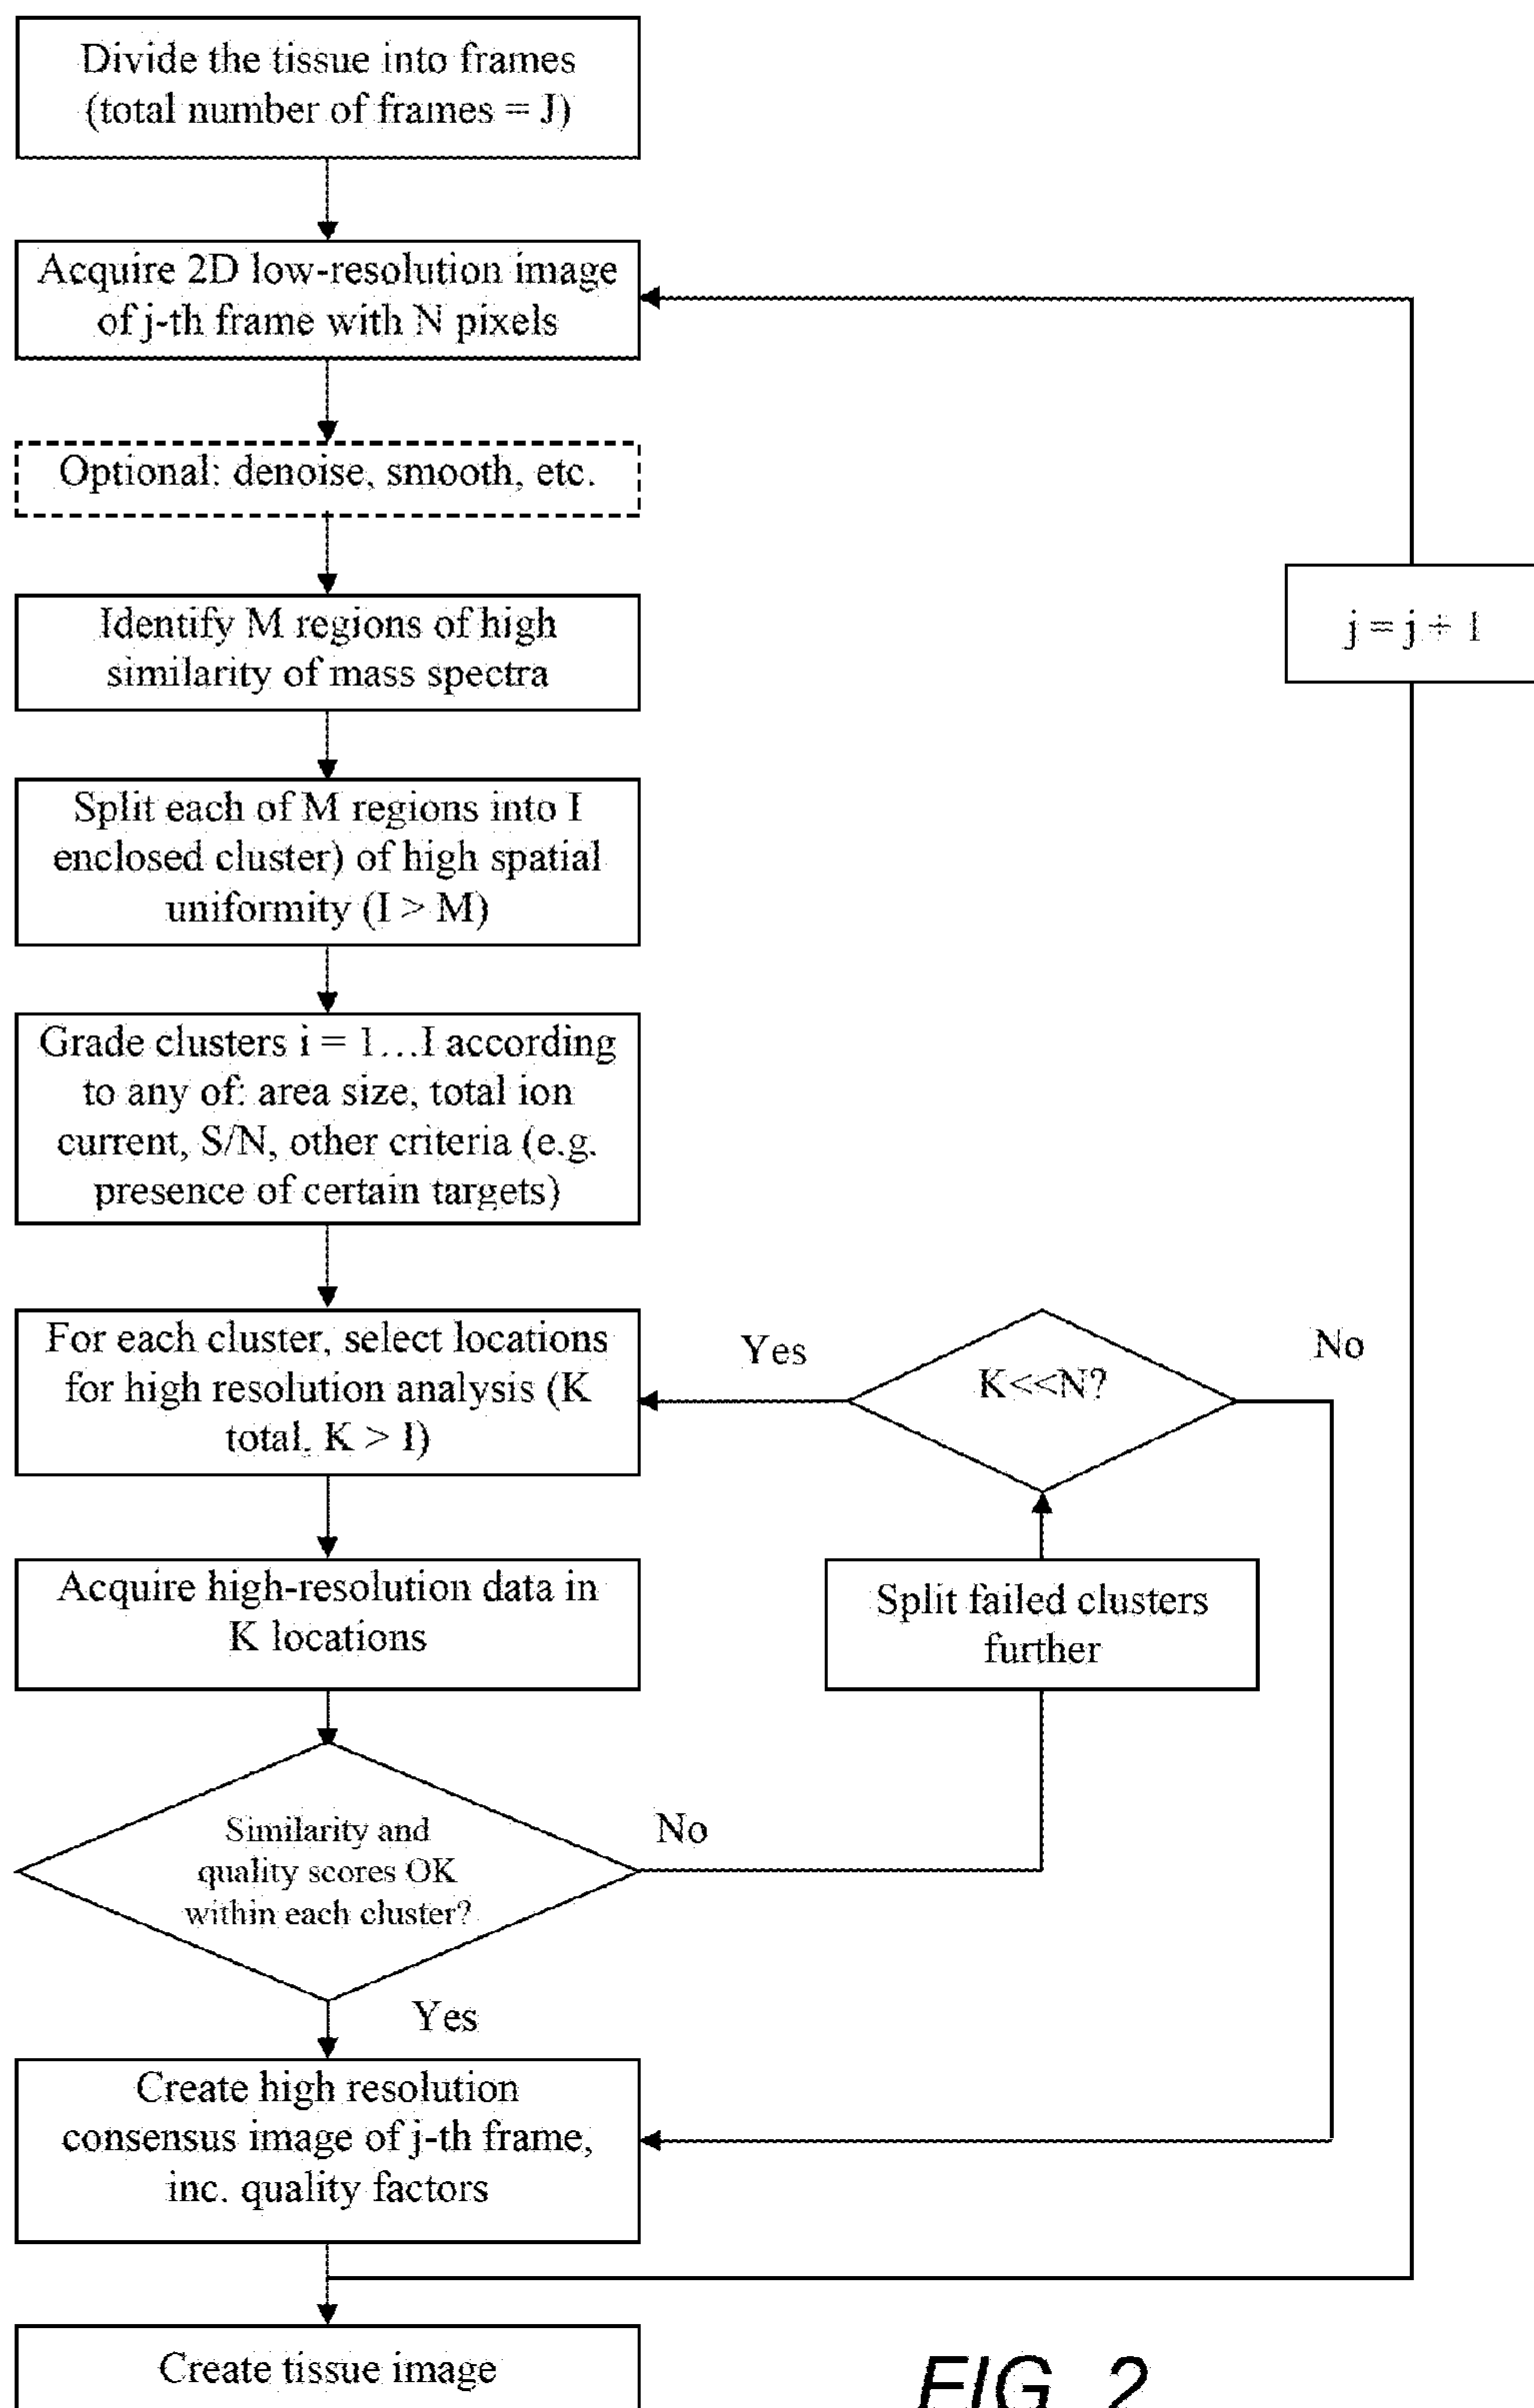 Divide the tissue into frames
(total number of frames = J)
Acquire 2D low-resolution image
of j-th frame with N pixels
Optional: denoise, smooth, etc.
Identify M regions of high
similarity of mass spectra
j = j + 1
Split each of M regions into I
enclosed cluster) of high spatial
uniformity (I > M)
Grade clusters i = 1...I according
to any of: area size, total ion
current, S/N, other criteria (e.g.
presence of certain targets)
For each cluster, select locations
for high resolution analysis (K
total, K > I)
Yes
K<<N?
No
Acquire high-resolution data in
K locations
Split failed clusters
further
Similarity and
quality scores OK
within each cluster?
No
Yes
Create high resolution
consensus image of j-th frame,
inc. quality factors
Create tissue image
FIG. 2